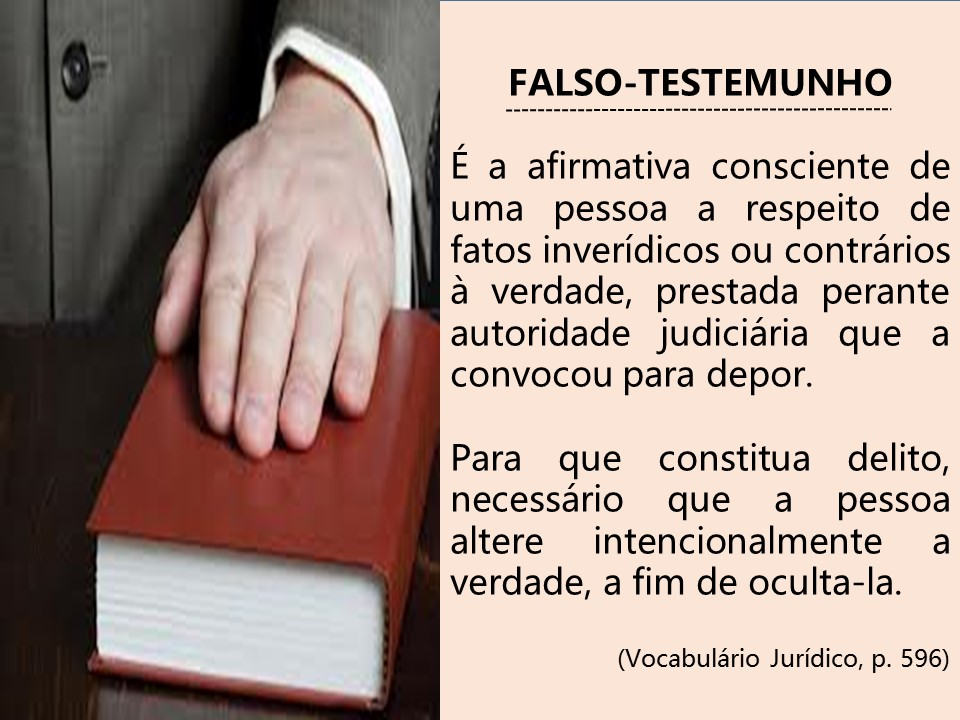 FALSO-TESTEMUNHO
É a afirmativa consciente de
uma pessoa a respeito de
fatos inverídicos ou contrários
à verdade, prestada perante
autoridade judiciária que a
convocou para depor.
Para que constitua delito,
necessário que a pessoa
altere intencionalmente a
verdade, a fim de oculta-la.
(Vocabulário Jurídico, p. 596)